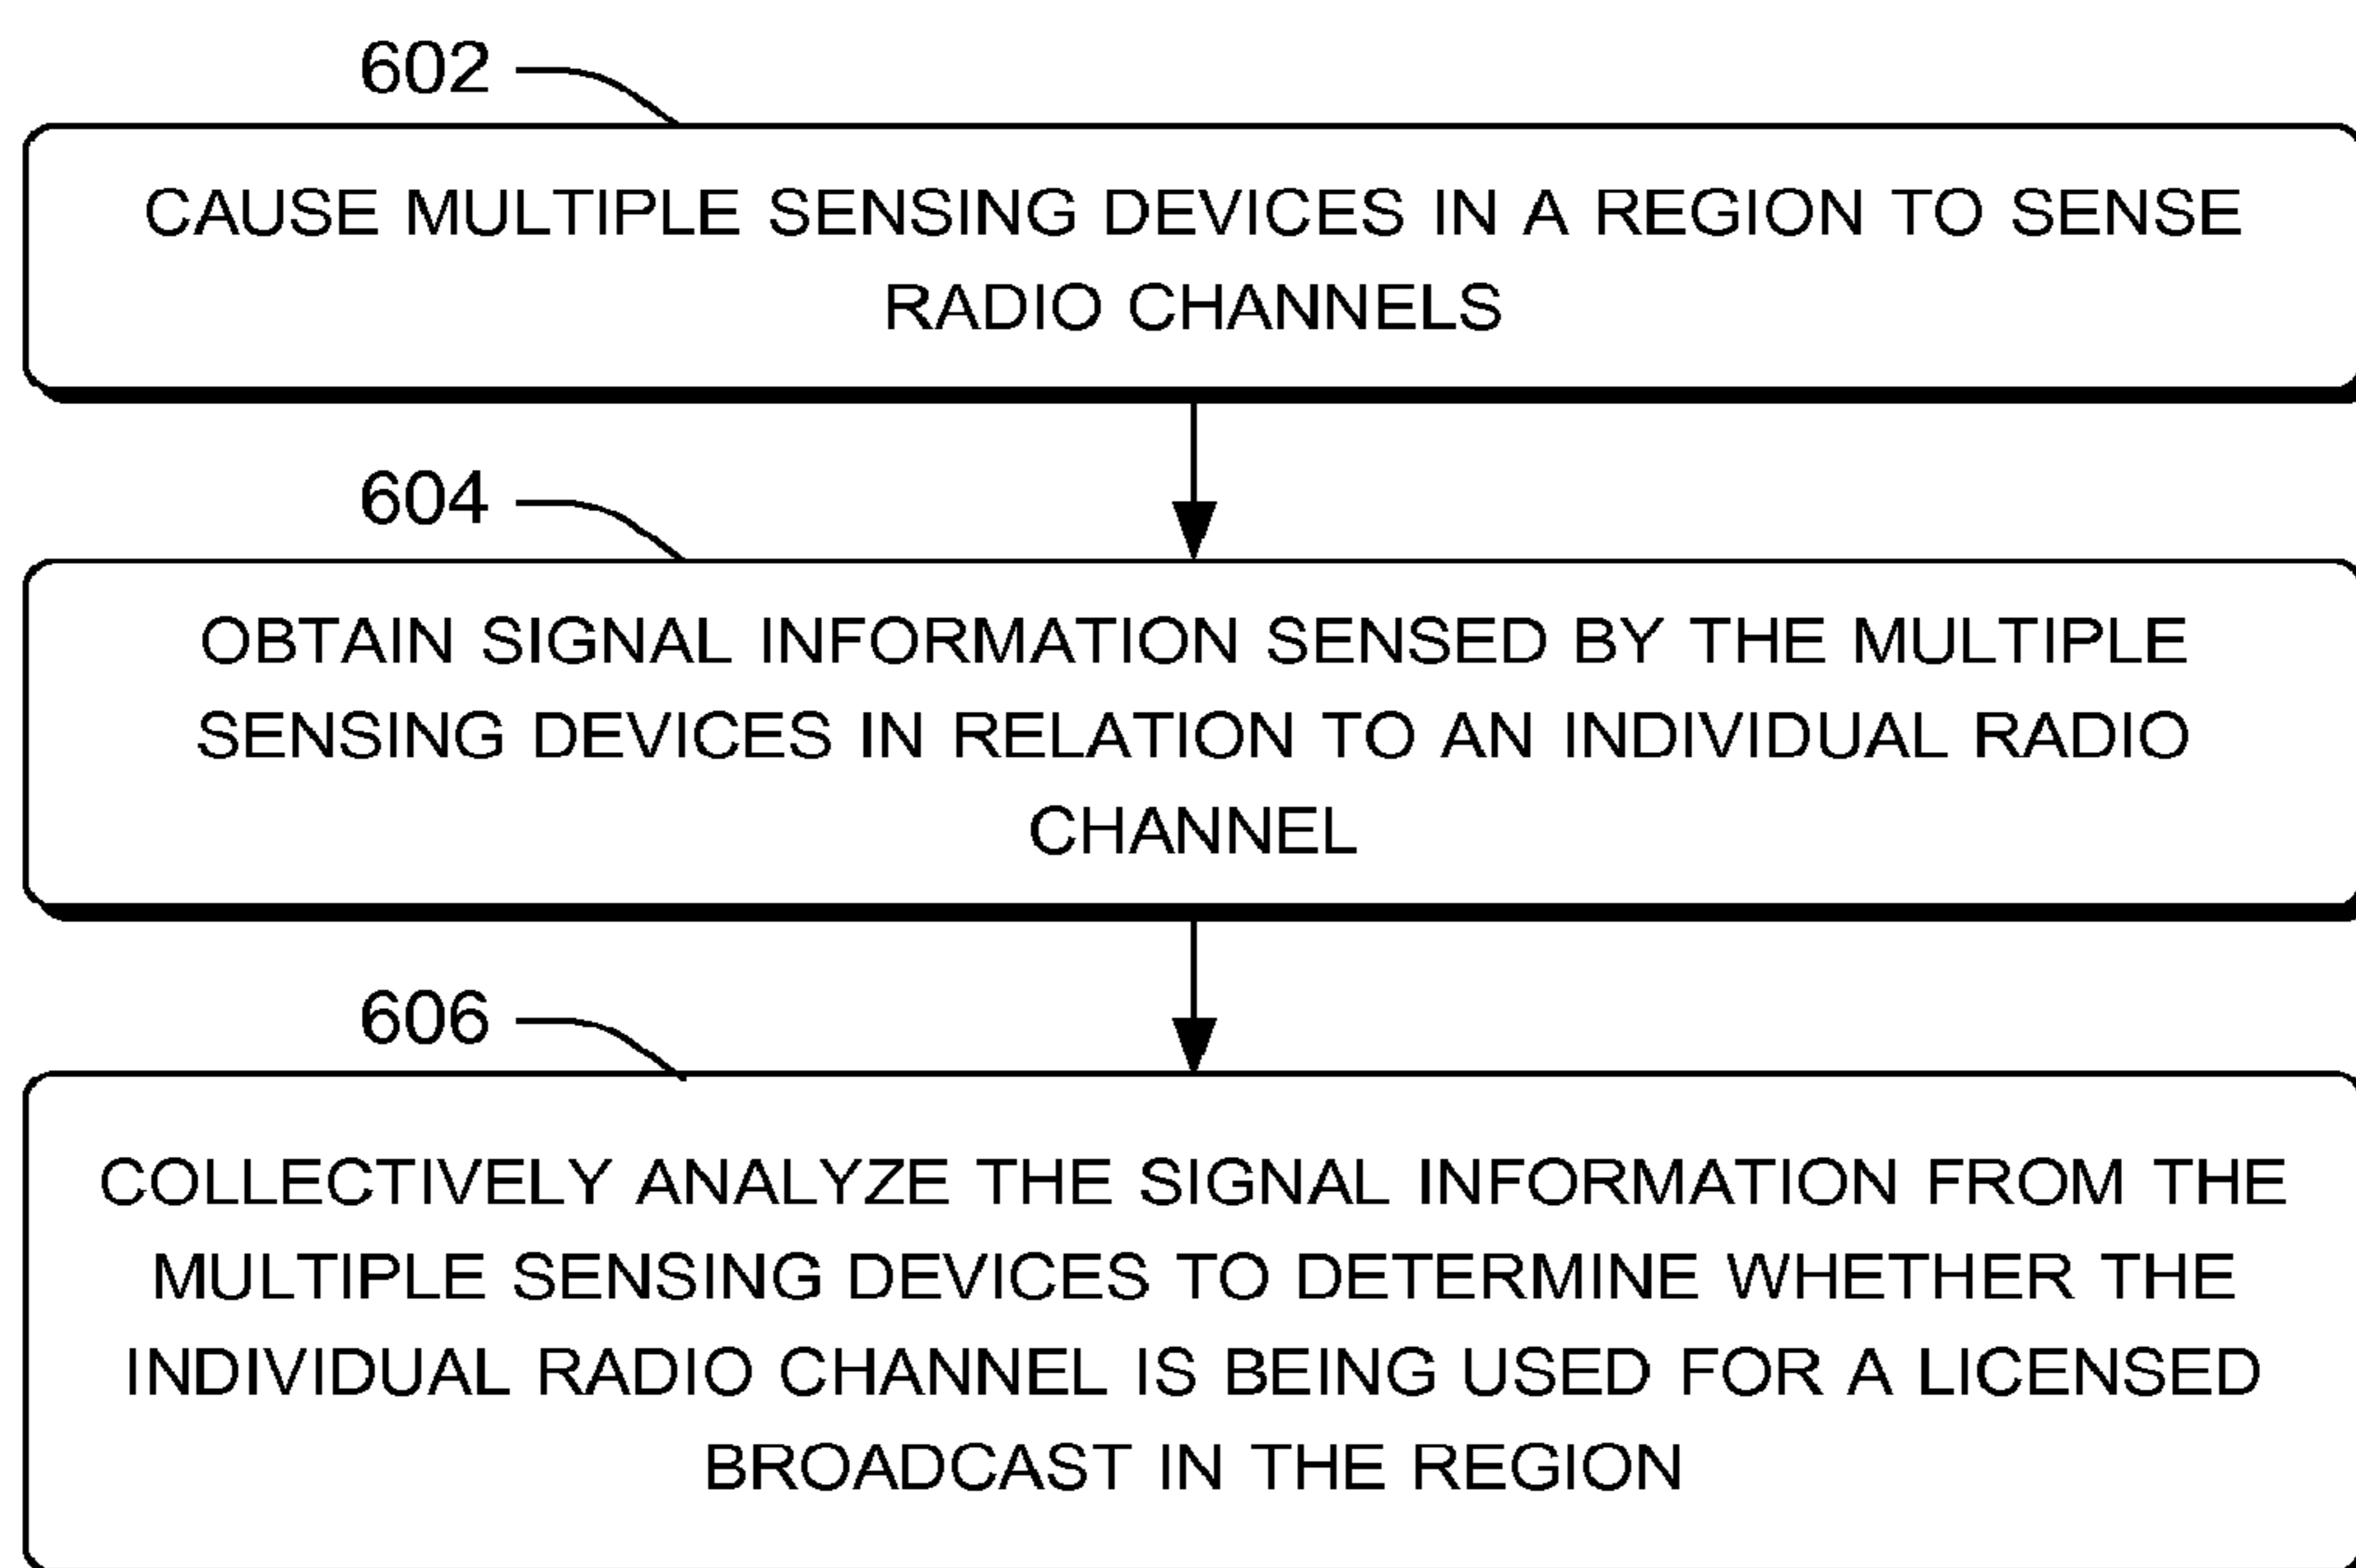 602
CAUSE MULTIPLE SENSING DEVICES IN A REGION TO SENSE
RADIO CHANNELS
604
OBTAIN SIGNAL INFORMATION SENSED BY THE MULTIPLE
SENSING DEVICES IN RELATION TO AN INDIVIDUAL RADIO
CHANNEL
606
COLLECTIVELY ANALYZE THE SIGNAL INFORMATION FROM THE
MULTIPLE SENSING DEVICES TO DETERMINE WHETHER THE
INDIVIDUAL RADIO CHANNEL IS BEING USED FOR A LICENSED
BROADCAST IN THE REGION